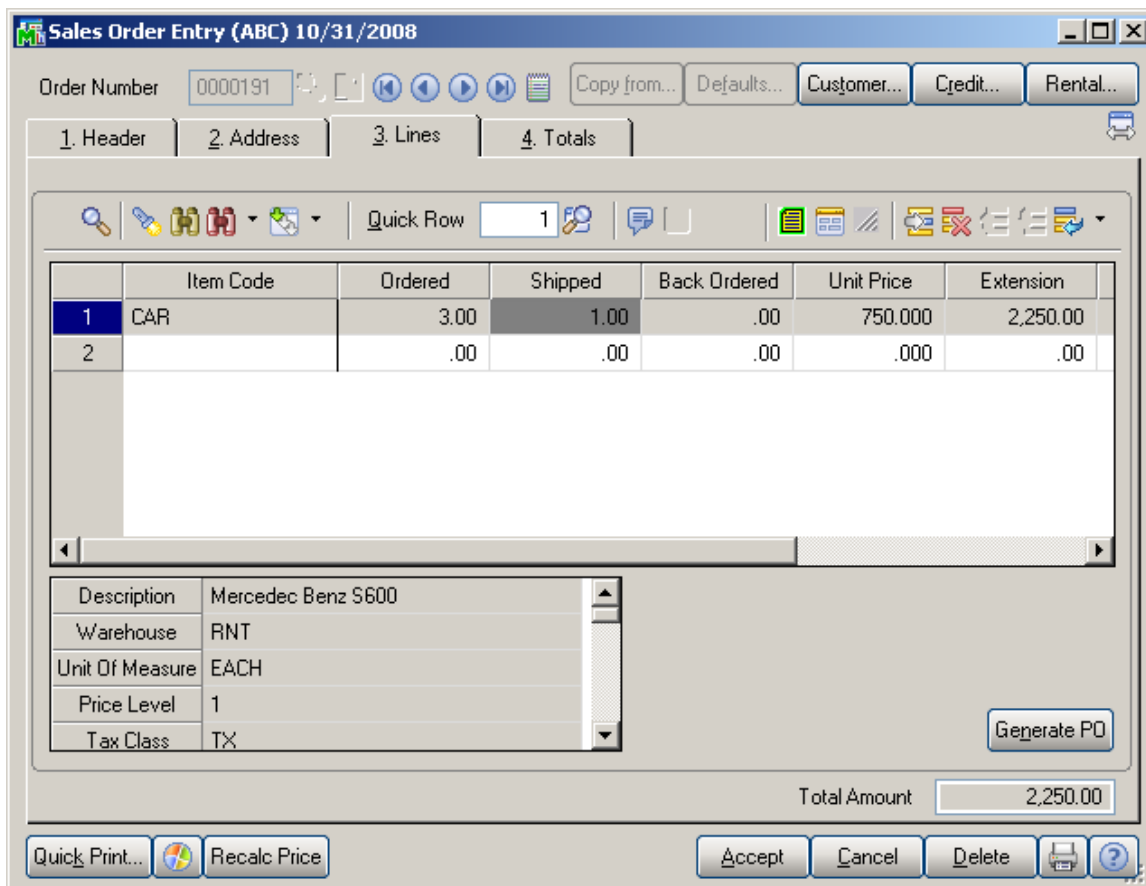 Sales Order Entry (ABC) 10/31/2008
Order Number 0000191 Copy from... Defaults... Customer... Credit... Rental...
1. Header 2. Address 3. Lines 4. Totals
Quick Row 1
Item Code Ordered Shipped Back Ordered Unit Price Extension
1 CAR 3.00 1.00 .00 750.000 2,250.00
2 .00 .00 .00 .000 .00
Description Mercedec Benz S600
Warehouse RNT
Unit Of Measure EACH
Price Level 1
Tax Class TX
Generate PO
Total Amount 2,250.00
Quick Print... Recalc Price Accept Cancel Delete